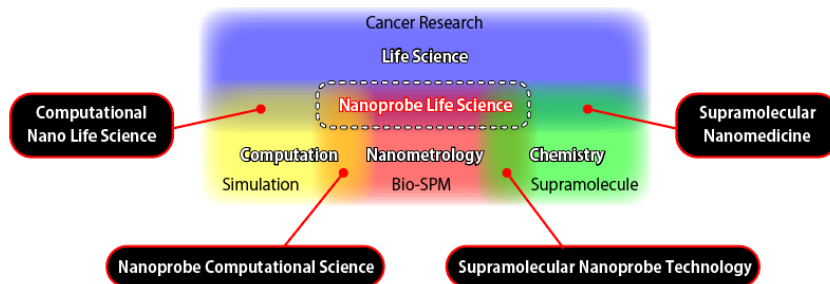 Cancer Research
Life Science
Nanoprobe Life Science
Computational
Nano Life Science
Supramolecular
Nanomedicine
Computation
Nanometrology
Chemistry
Simulation
Bio-SPM
Supramolecule
Nanoprobe Computational Science
Supramolecular Nanoprobe Technology